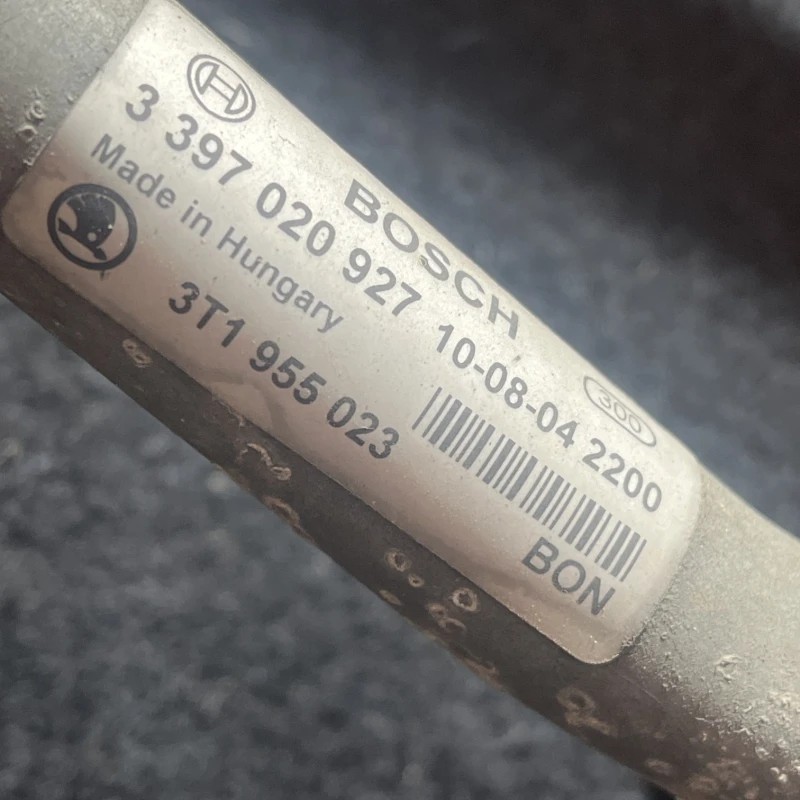 BOSCH
3 397 020 927 10-08-04 2200
Made in Hungary
300
3T1 955 023
BON